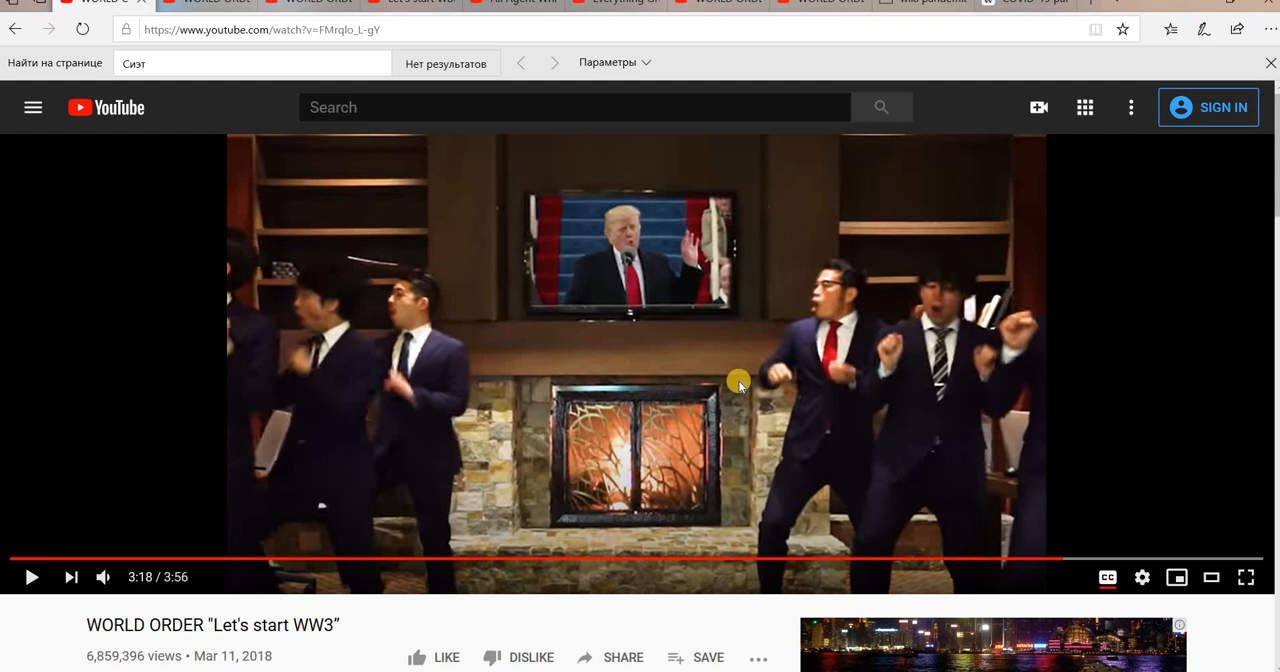 https://www.youtube.com/watch?v=FMrqlo_L-gY
Найти на странице
Сиэт
Нет результатов
Параметры
YouTube
Search
SIGN IN
3:18 / 3:56
CC
WORLD ORDER "Let's start WW3”
6,859,396 views • Mar 11, 2018
LIKE
DISLIKE
SHARE
SAVE